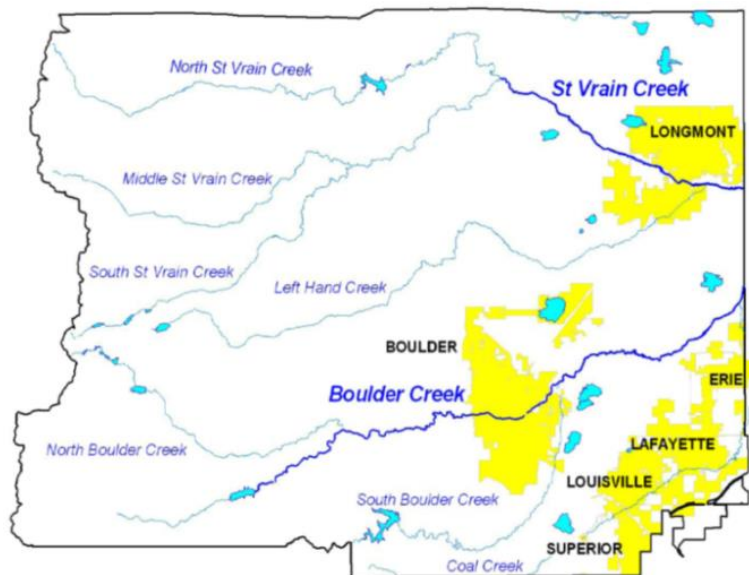 North St Vrain Creek
St Vrain Creek
LONGMONT
Middle St Vrain Creek
South St Vrain Creek
Left Hand Creek
BOULDER
Boulder Creek
ERIE
North Boulder Creek
LAFAYETTE
LOUISVILLE
South Boulder Creek
SUPERIOR
Coal Creek